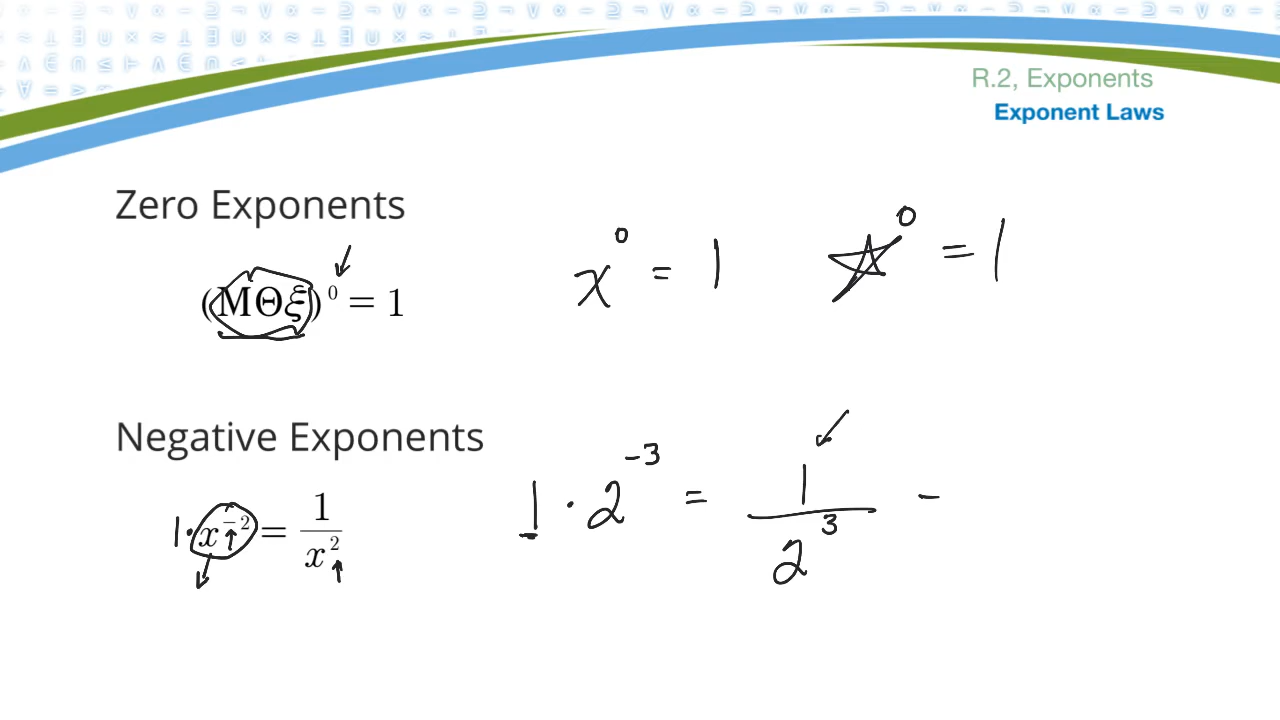 ∀ ∝ − ⊇ ¬ ∀ ∝ − ⊇ ¬ ∀ ∝ − ⊇ ¬ ∀ ∝ −
≈ ⊥ ∃ ∪ × ≈ ⊥ ∃ ∪ × ≈ ⊥ ∃ ∪ × ≈
∧ ∈ ∩ ≤ ⊢ ∧ ∈ ∩ ≤
∀ = > ≈
R.2, Exponents
Exponent Laws
Zero Exponents
(ΜΘξ)⁰ = 1
x⁰ = 1
☆⁰ = 1
Negative Exponents
1·x⁻² = 1/x²
1 · 2⁻³ = 1/2³ −